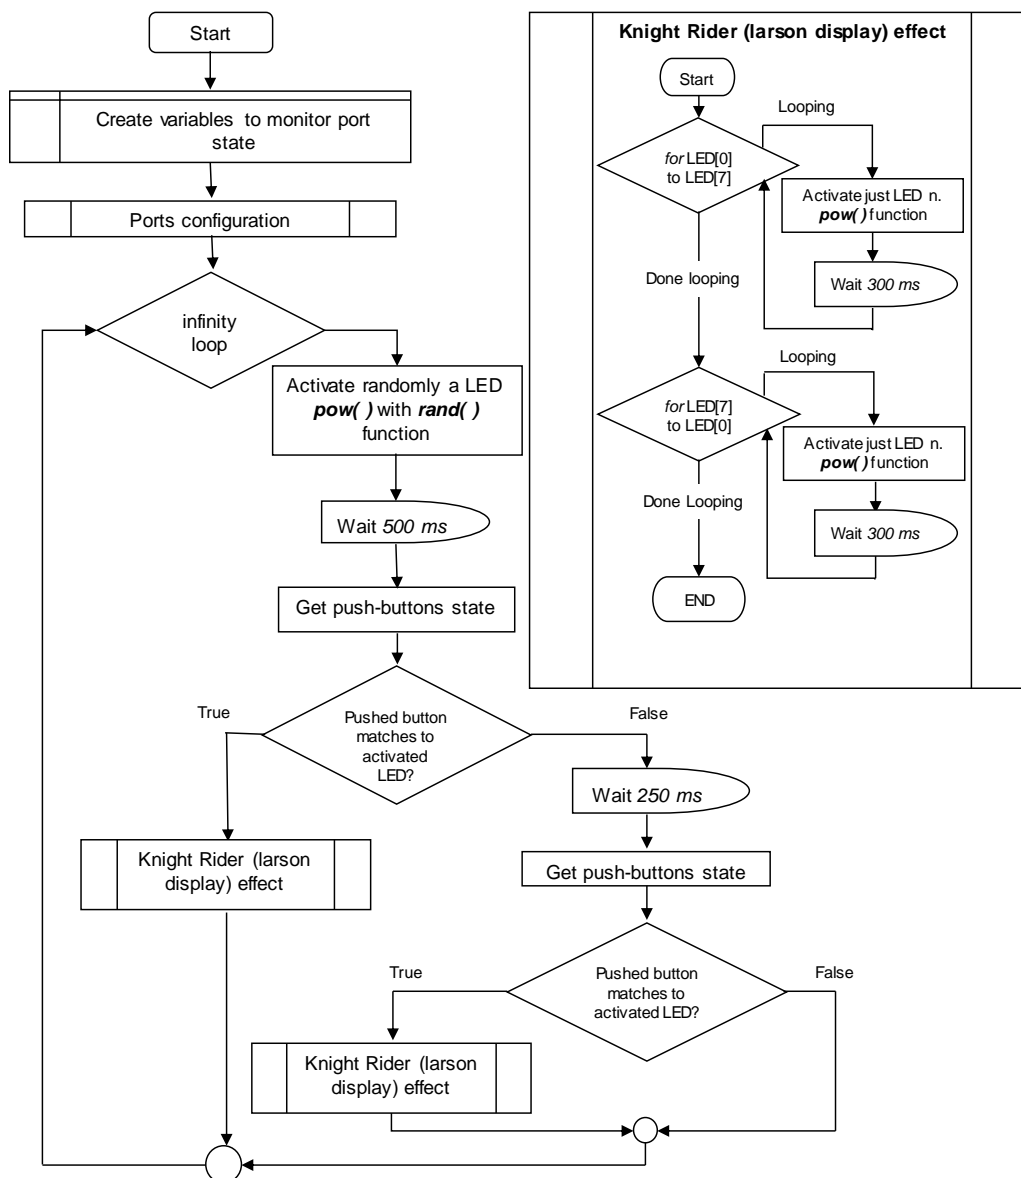 Start
Create variables to monitor port
state
Ports configuration
infinity
loop
Activate randomly a LED
pow( ) with rand( )
function
Wait 500 ms
Get push-buttons state
True
Pushed button
matches to
activated
LED?
False
Knight Rider (larson
display) effect
Wait 250 ms
Get push-buttons state
True
Pushed button
matches to
activated LED?
False
Knight Rider (larson
display) effect
Knight Rider (larson display) effect
Start
Looping
for LED[0]
to LED[7]
Activate just LED n.
pow( ) function
Wait 300 ms
Done looping
Looping
for LED[7]
to LED[0]
Activate just LED n.
pow( ) function
Wait 300 ms
Done Looping
END